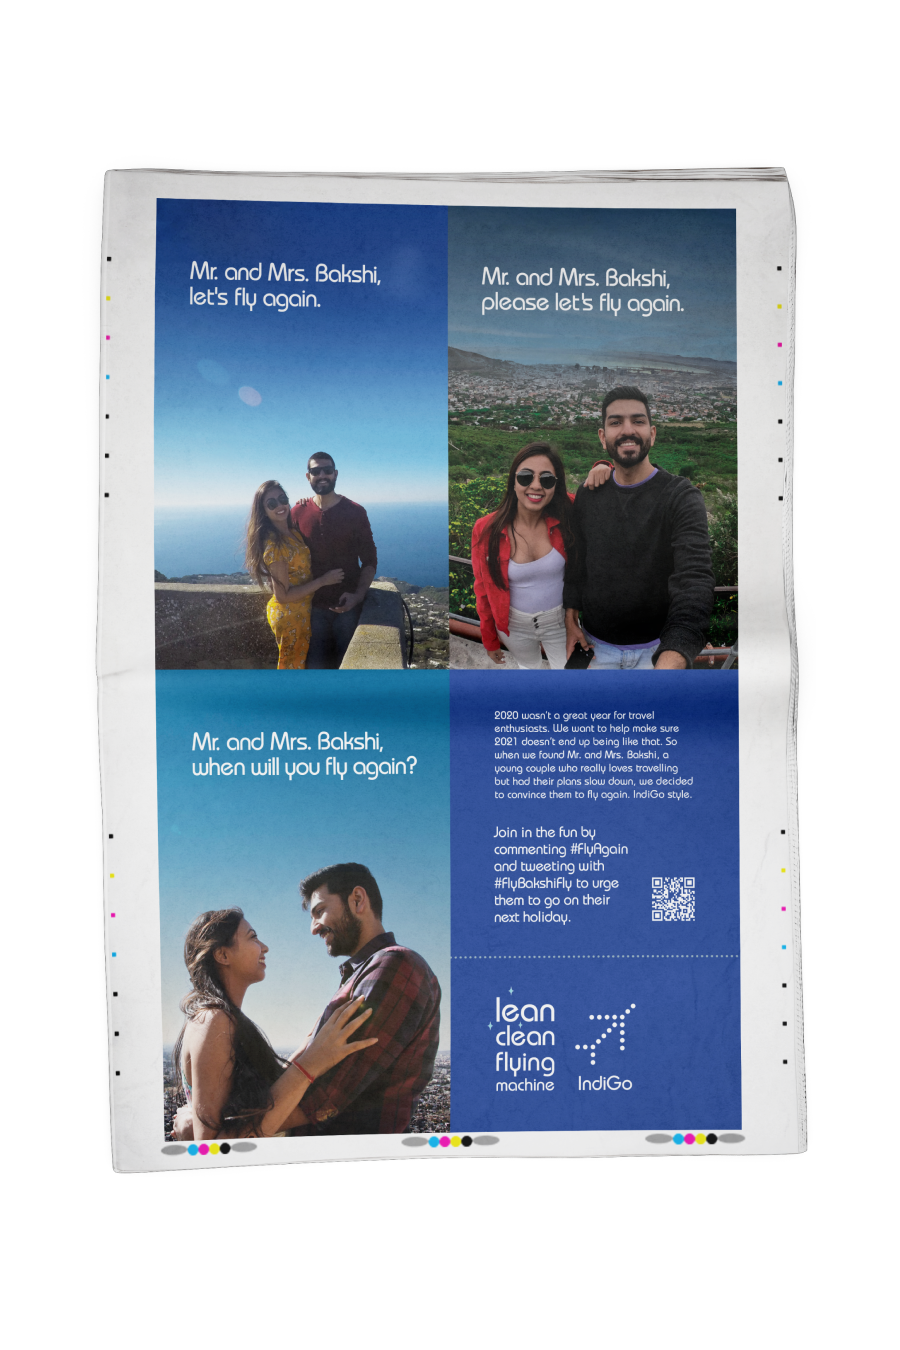 Mr. and Mrs. Bakshi,
let's fly again.
Mr. and Mrs. Bakshi,
please let's fly again.
Mr. and Mrs. Bakshi,
when will you fly again?
2020 wasn't a great year for travel
enthusiasts. We want to help make sure
2021 doesn't end up being like that. So
when we found Mr. and Mrs. Bakshi, a
young couple who really loves travelling
but had their plans slow down, we decided
to convince them to fly again. IndiGo style.
Join in the fun by
commenting #FlyAgain
and tweeting with
#FlyBakshiFly to urge
them to go on their
next holiday.
lean
clean
flying
machine
IndiGo